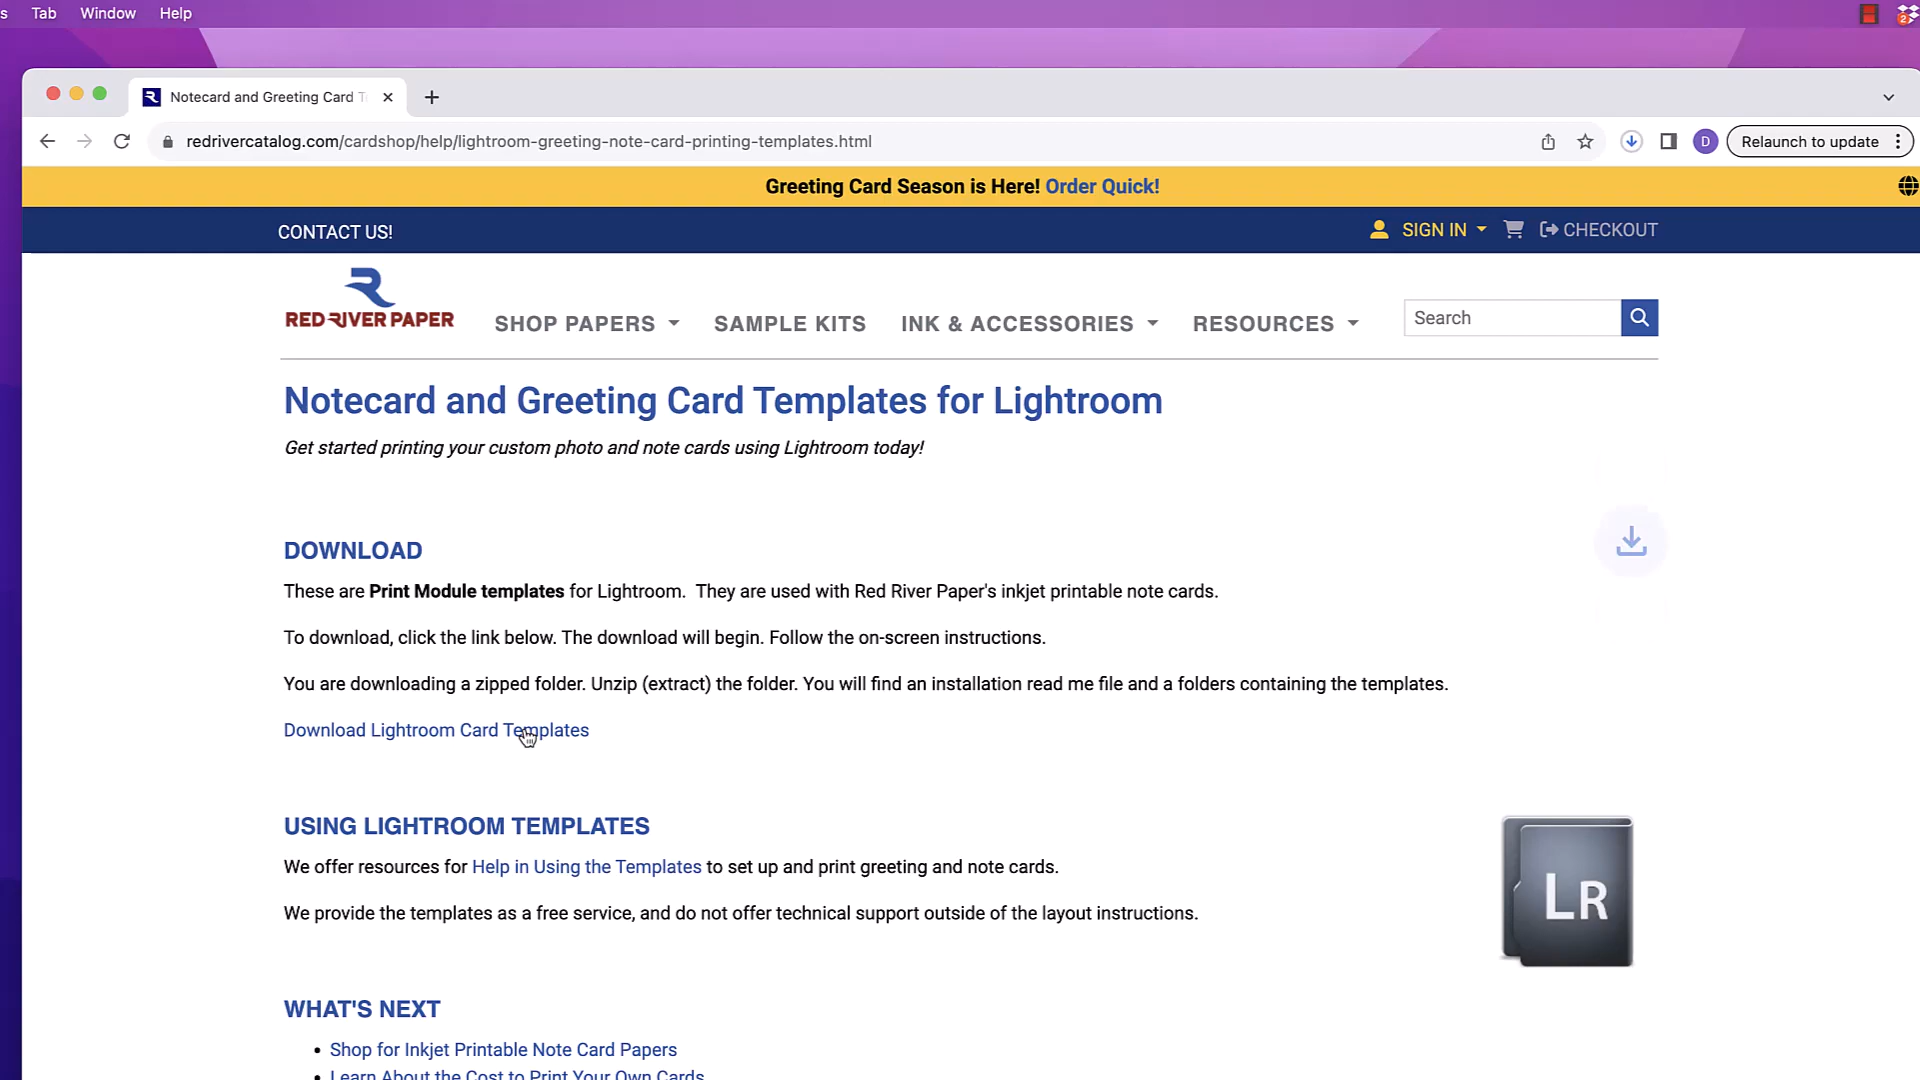 s Tab Window Help
2
Notecard and Greeting Card T
redrivercatalog.com/cardshop/help/lightroom-greeting-note-card-printing-templates.html
D
Relaunch to update
Greeting Card Season is Here! Order Quick!
CONTACT US!
SIGN IN
CHECKOUT
RED RIVER PAPER
SHOP PAPERS
SAMPLE KITS
INK & ACCESSORIES
RESOURCES
Search
Notecard and Greeting Card Templates for Lightroom
Get started printing your custom photo and note cards using Lightroom today!
DOWNLOAD
These are Print Module templates for Lightroom. They are used with Red River Paper's inkjet printable note cards.
To download, click the link below. The download will begin. Follow the on-screen instructions.
You are downloading a zipped folder. Unzip (extract) the folder. You will find an installation read me file and a folders containing the templates.
Download Lightroom Card Templates
USING LIGHTROOM TEMPLATES
We offer resources for Help in Using the Templates to set up and print greeting and note cards.
We provide the templates as a free service, and do not offer technical support outside of the layout instructions.
LR
WHAT'S NEXT
• Shop for Inkjet Printable Note Card Papers
• Learn About the Cost to Print Your Own Cards